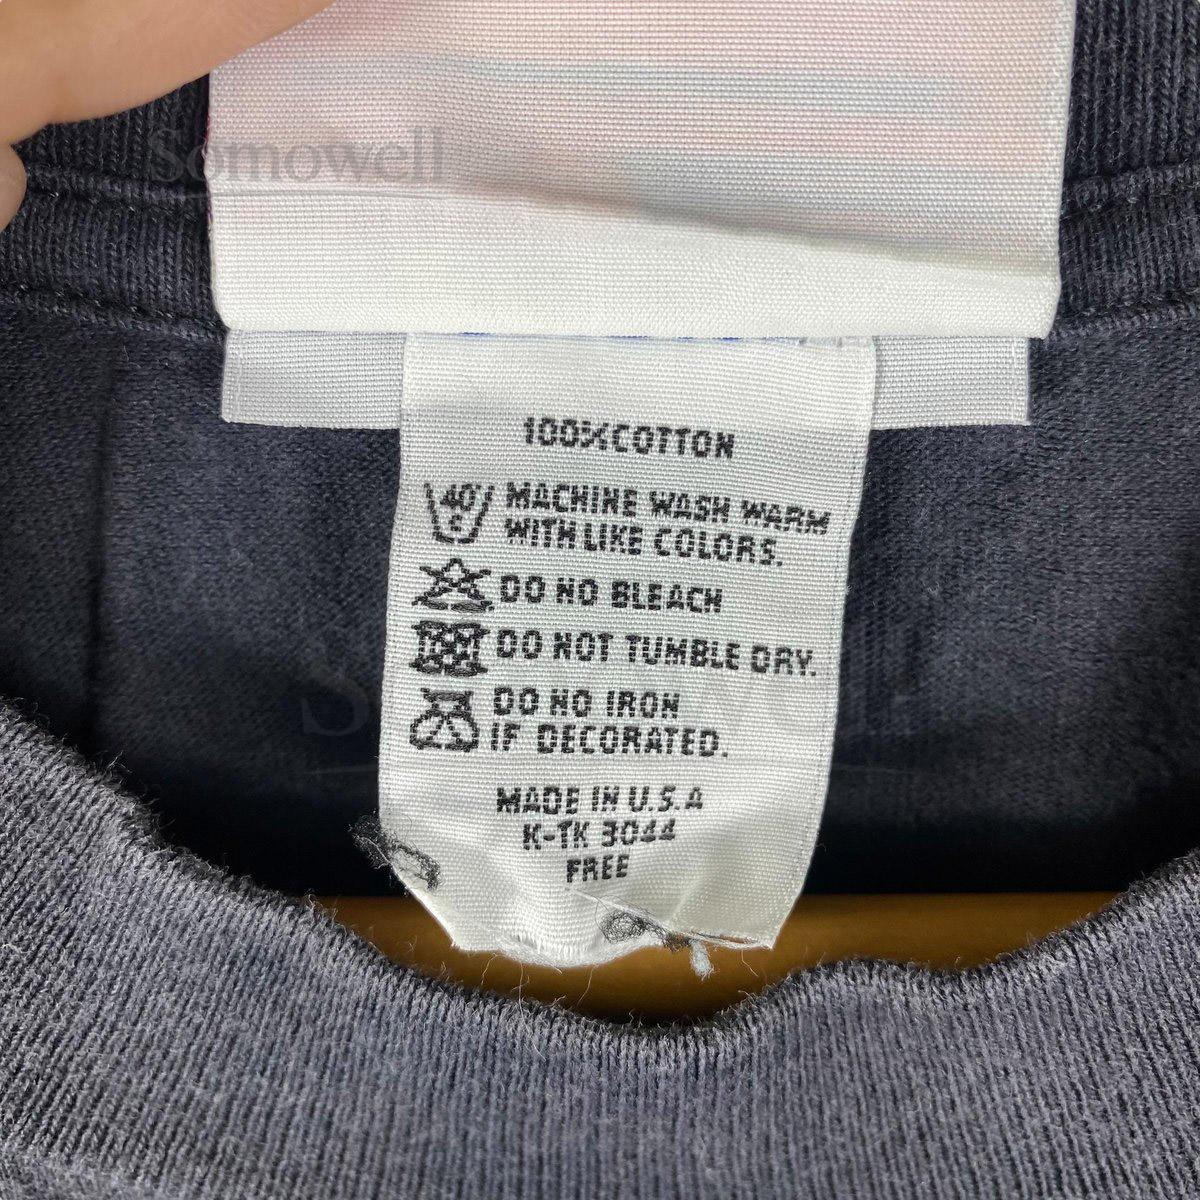 Somowell
100%COTTON
40°
C
MACHINE WASH WARM
WITH LIKE COLORS.
DO NO BLEACH
DO NOT TUMBLE DRY.
DO NO IRON
IF DECORATED.
Somowell
MADE IN U.S.A
K-TK 3044
FREE